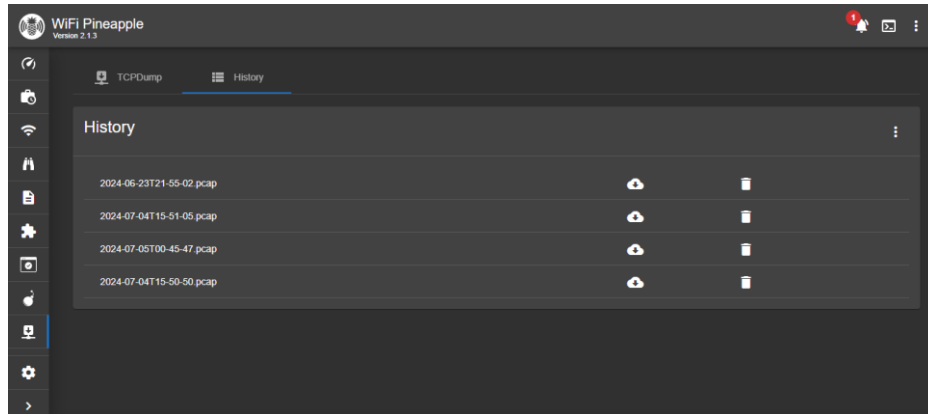 WiFi Pineapple
Version 2.1.3
1
TCPDump
History
History
2024-06-23T21-55-02.pcap
2024-07-04T15-51-05.pcap
2024-07-05T00-45-47.pcap
2024-07-04T15-50-50.pcap